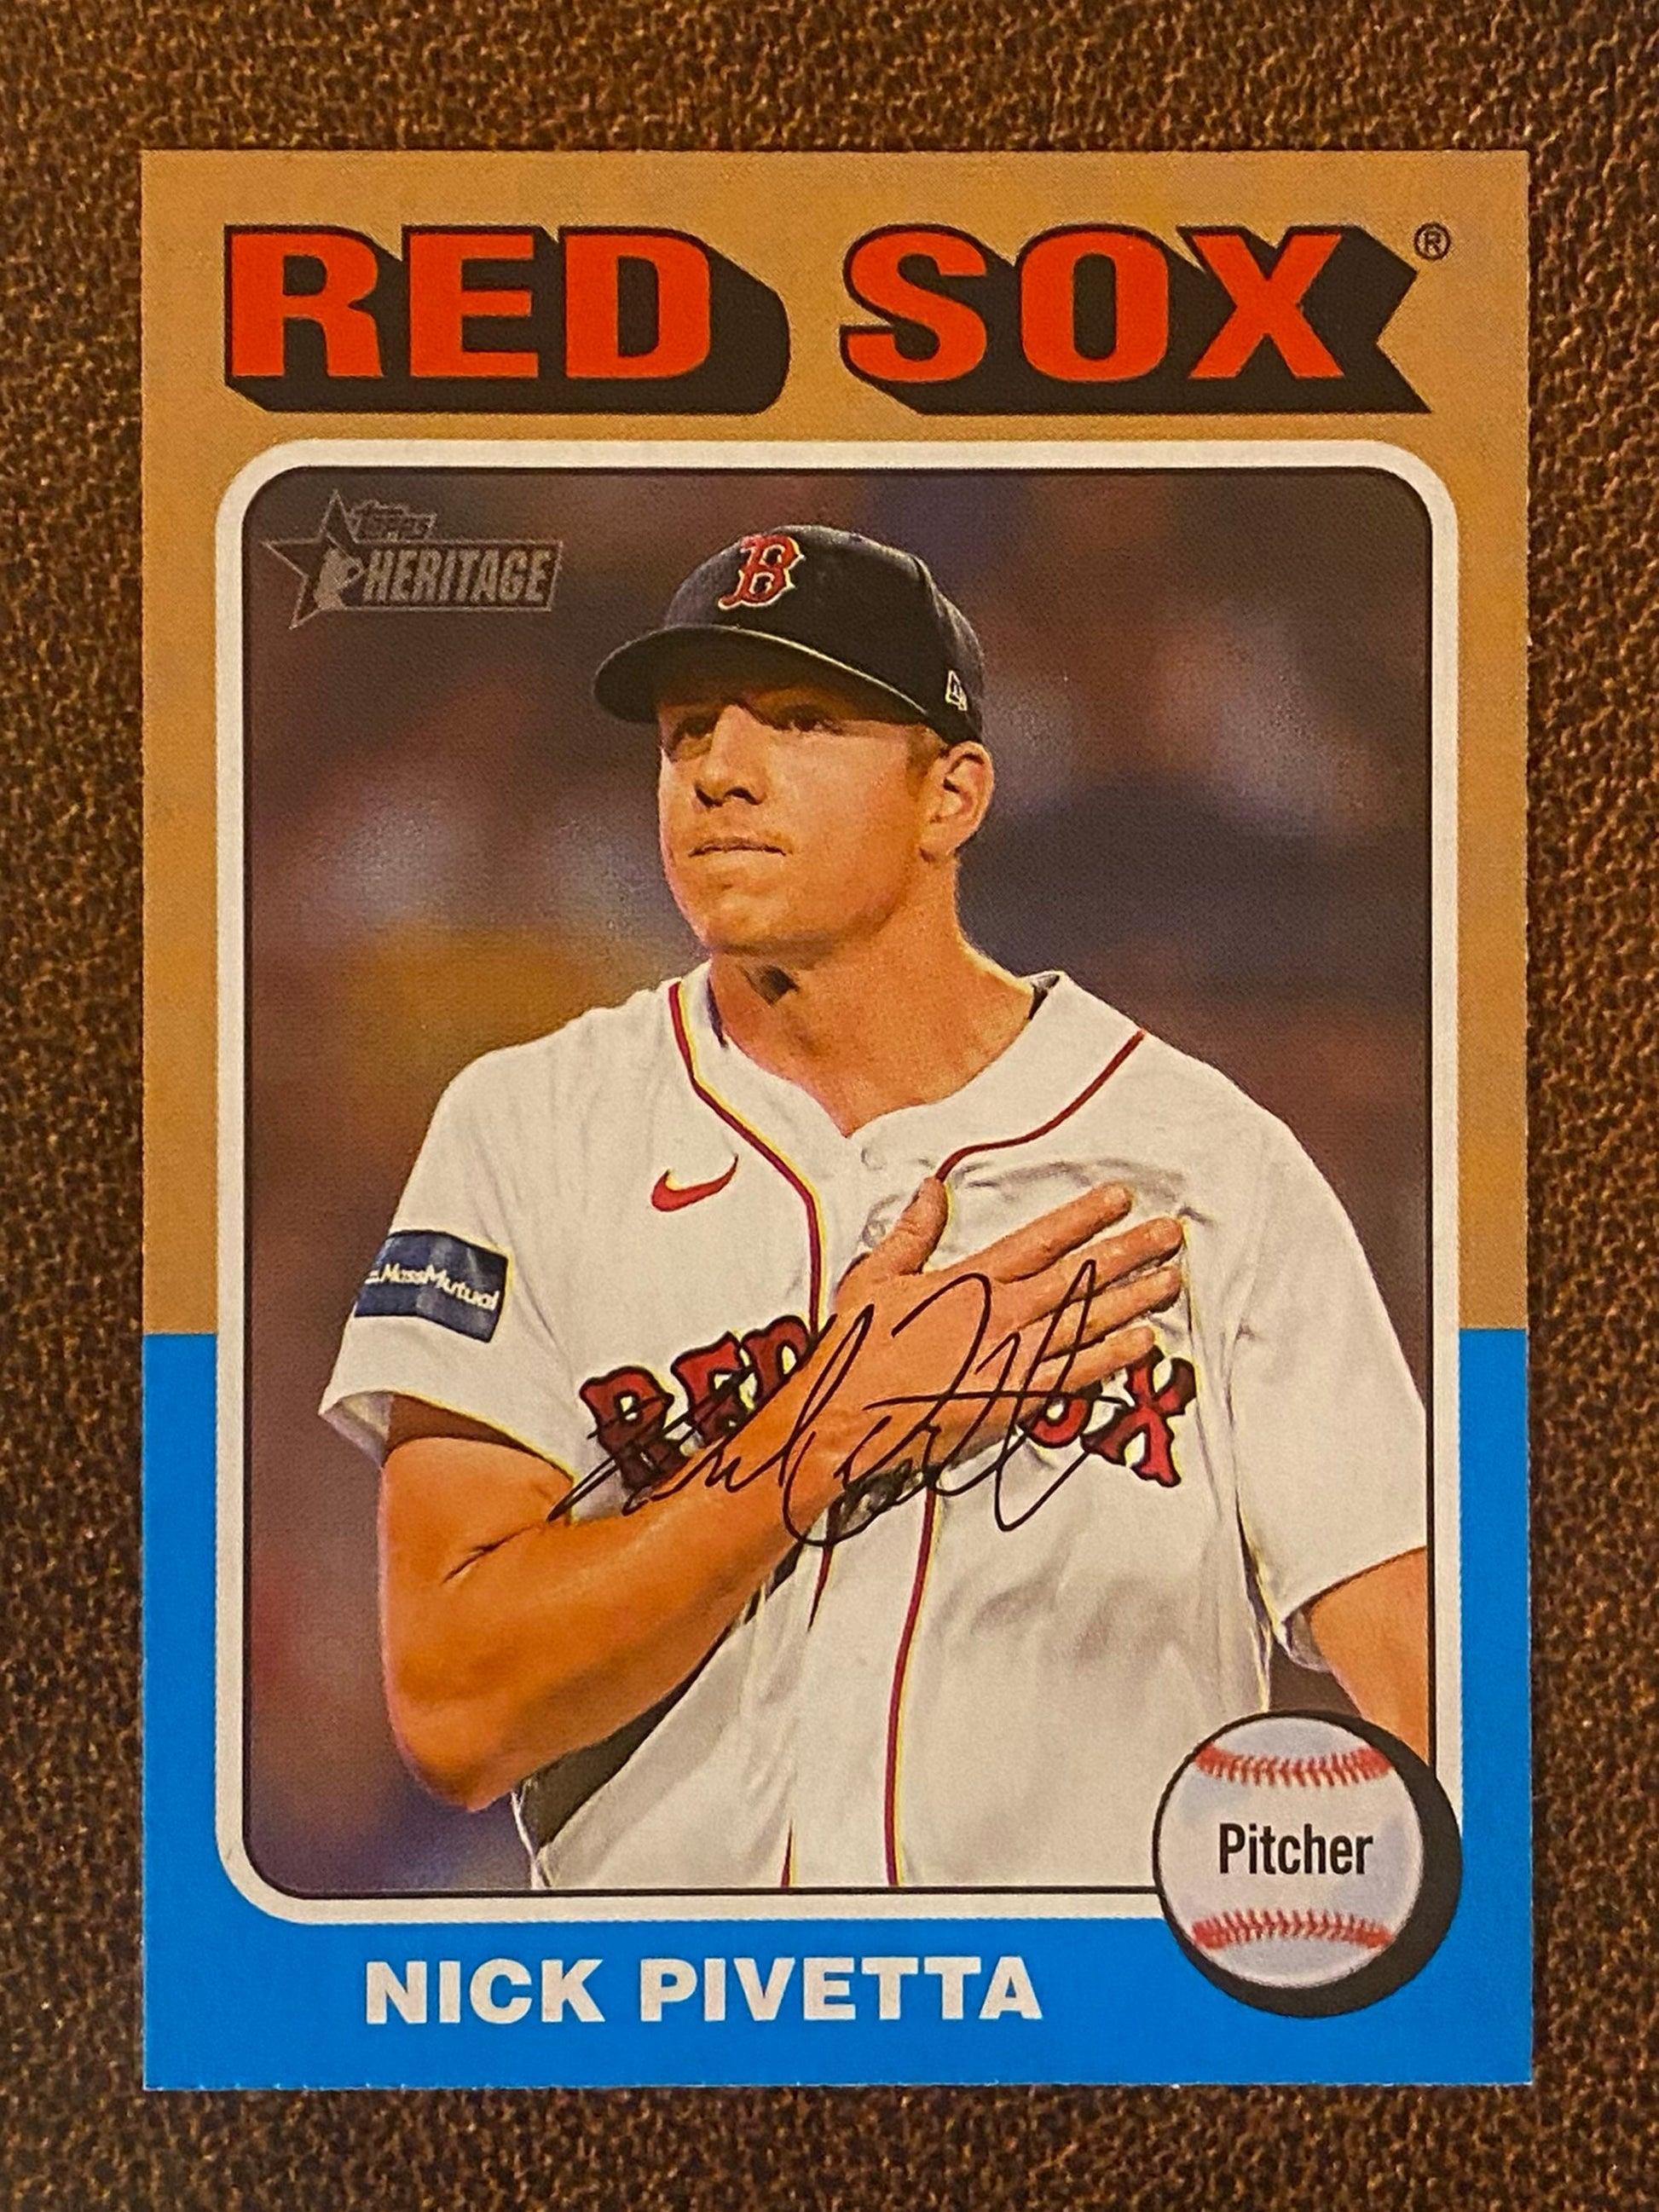 RED SOX®
Topps
HERITAGE
B
MassMutual
RED SOX
Pitcher
NICK PIVETTA